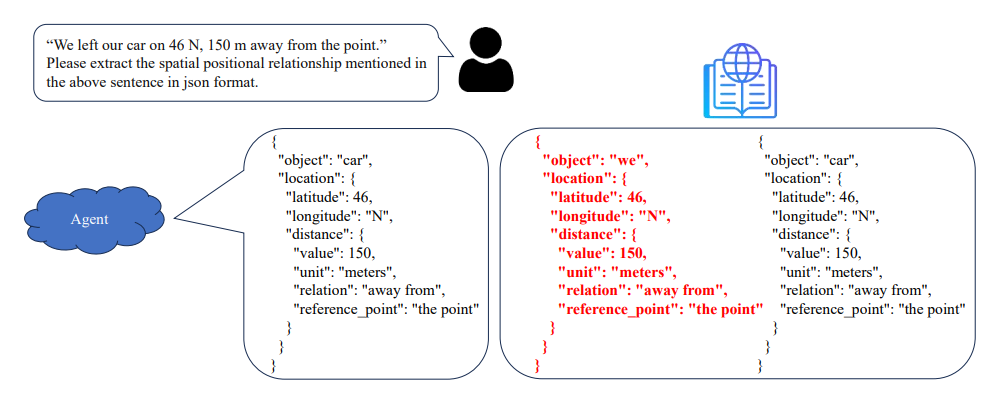 “We left our car on 46 N, 150 m away from the point.”
Please extract the spatial positional relationship mentioned in
the above sentence in json format.
Agent
{
"object": "car",
"location": {
"latitude": 46,
"longitude": "N",
"distance": {
"value": 150,
"unit": "meters",
"relation": "away from",
"reference_point": "the point"
}
}
}
{
"object": "we",
"location": {
"latitude": 46,
"longitude": "N",
"distance": {
"value": 150,
"unit": "meters",
"relation": "away from",
"reference_point": "the point"
}
}
}
{
"object": "car",
"location": {
"latitude": 46,
"longitude": "N",
"distance": {
"value": 150,
"unit": "meters",
"relation": "away from",
"reference_point": "the point"
}
}
}